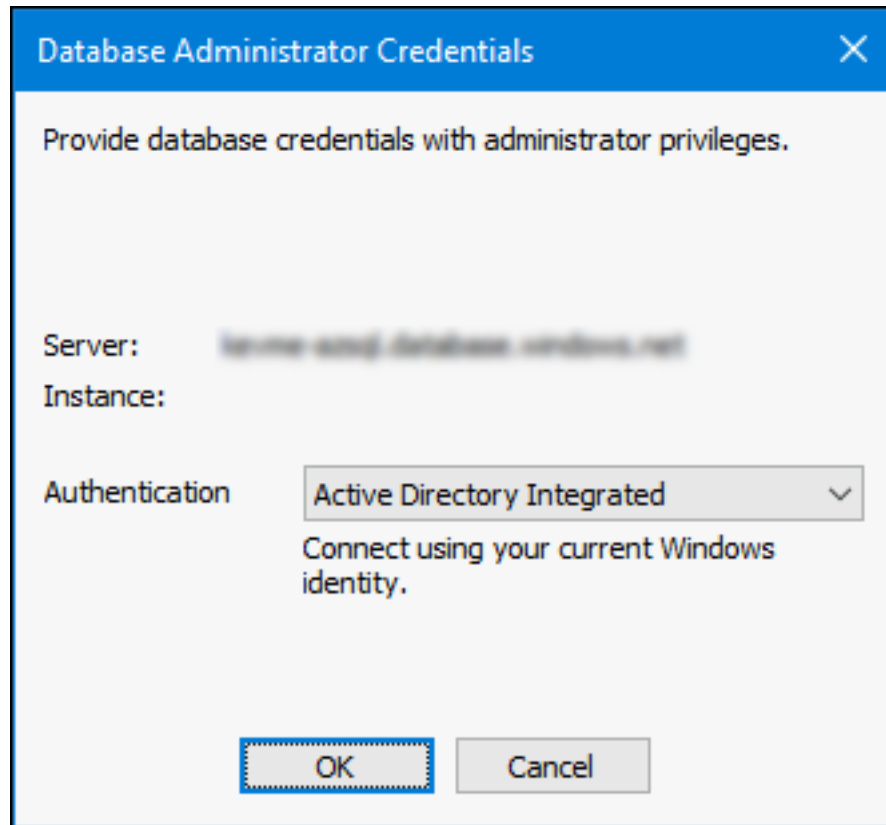 Database Administrator Credentials
Provide database credentials with administrator privileges.
Server:
Instance:
Authentication
Active Directory Integrated
Connect using your current Windows
identity.
OK
Cancel